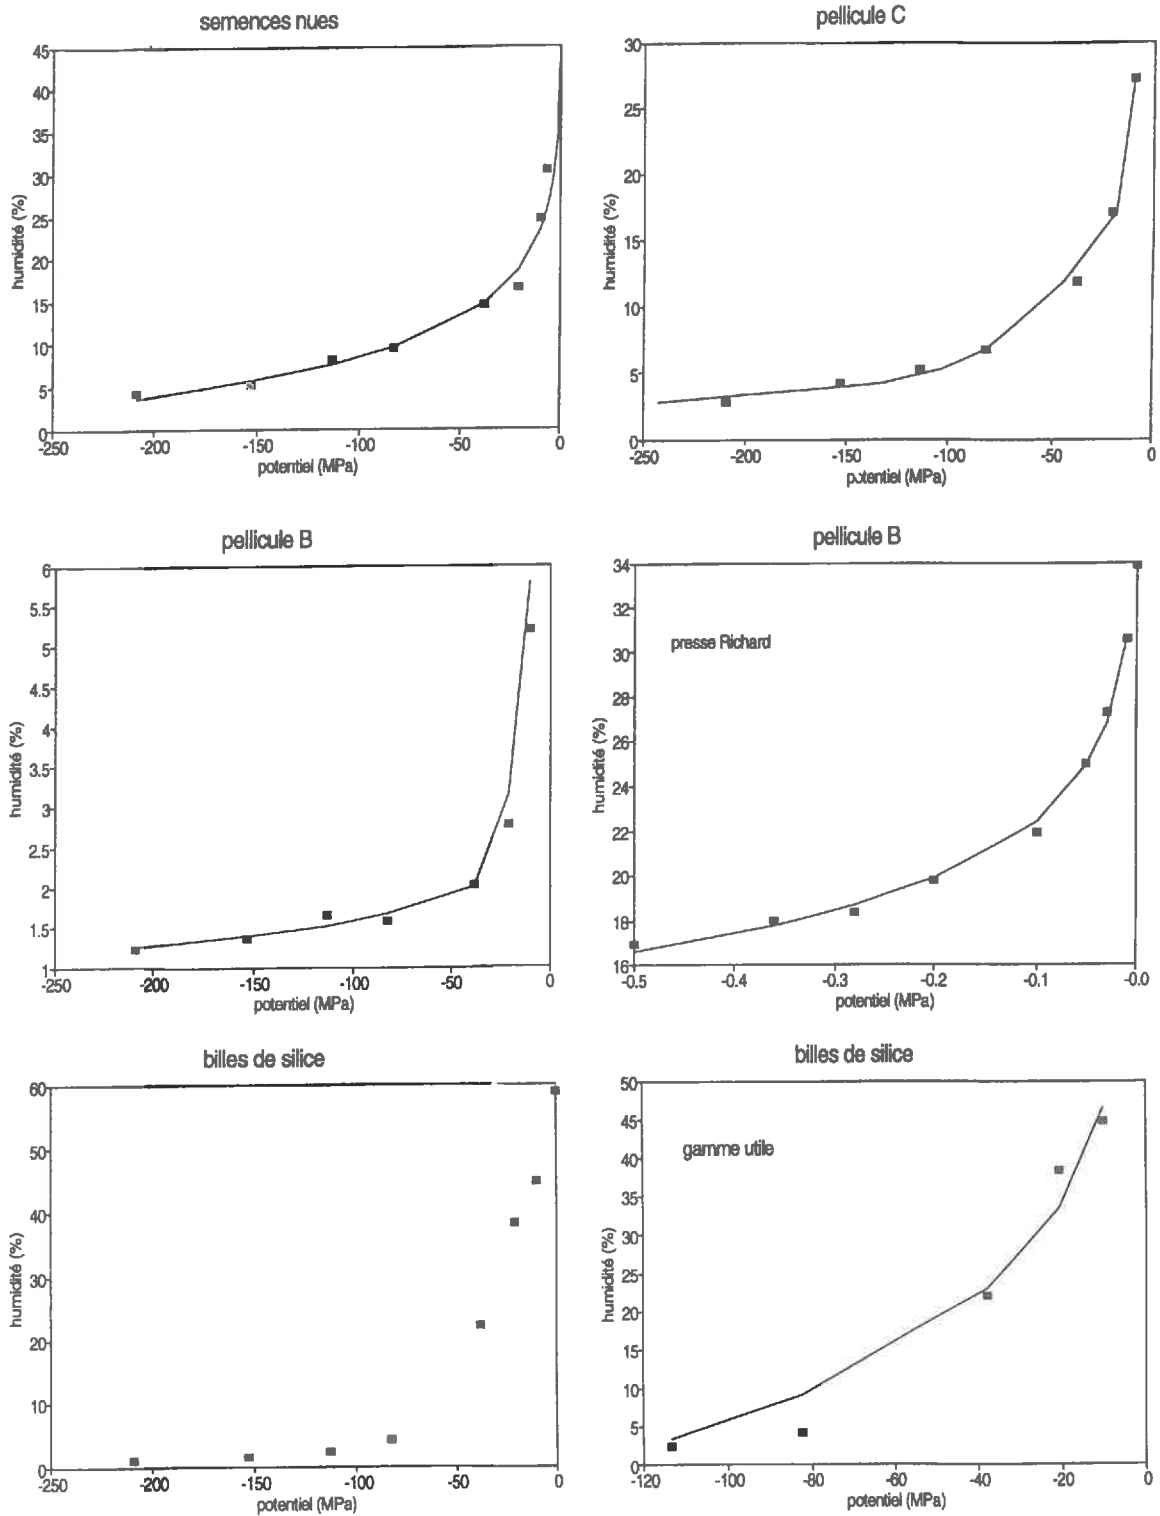 semences nues
45
40
35
30
25
20
15
10
5
0
humidité (%)
-250 -200 -150 -100 -50 0
potentiel (MPa)
pellicule C
30
25
20
15
10
5
0
humidité (%)
-250 -200 -150 -100 -50 0
potentiel (MPa)
pellicule B
6
5.5
5
4.5
4
3.5
3
2.5
2
1.5
1
humidité (%)
-250 -200 -150 -100 -50 0
potentiel (MPa)
pellicule B
presse Richard
34
32
30
28
26
24
22
20
18
16
humidité (%)
-0.5 -0.4 -0.3 -0.2 -0.1 -0.0
potentiel (MPa)
billes de silice
60
50
40
30
20
10
0
humidité (%)
-250 -200 -150 -100 -50 0
potentiel (MPa)
billes de silice
gamme utile
50
45
40
35
30
25
20
15
10
5
0
humidité (%)
-120 -100 -80 -60 -40 -20 0
potentiel (MPa)